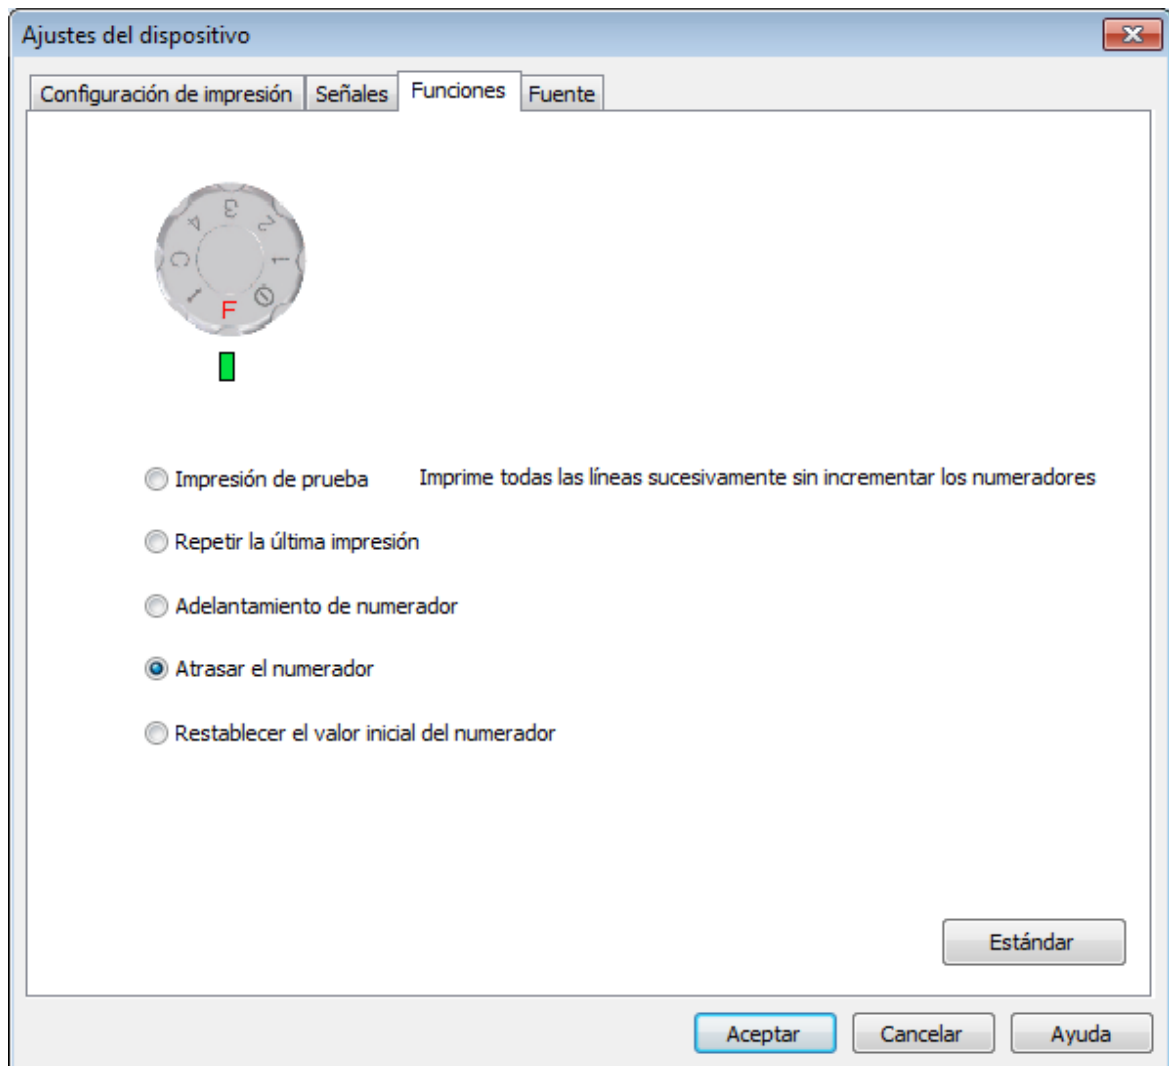 Ajustes del dispositivo
Configuración de impresión Señales Funciones Fuente
3
4 2
C 1
1 0
F
Impresión de prueba Imprime todas las líneas sucesivamente sin incrementar los numeradores
Repetir la última impresión
Adelantamiento de numerador
Atrasar el numerador
Restablecer el valor inicial del numerador
Estándar
Aceptar Cancelar Ayuda